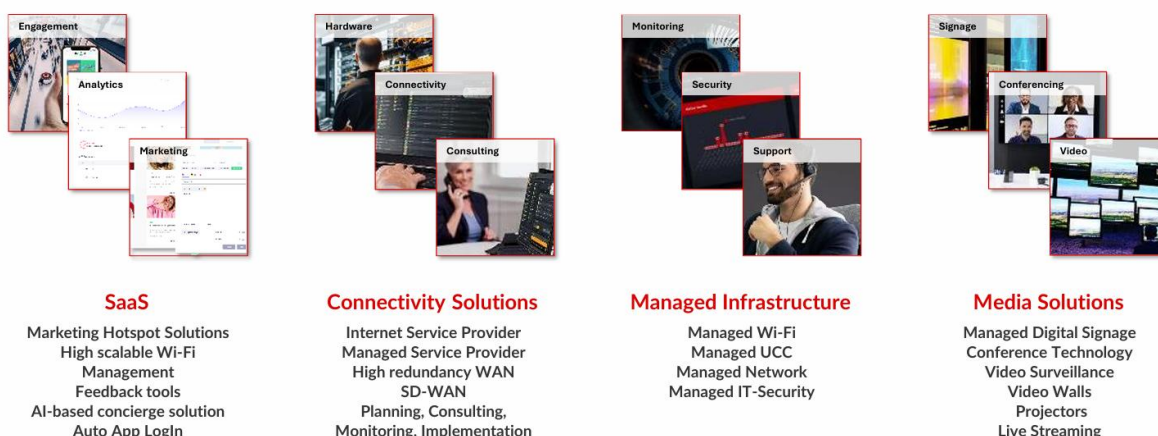 Engagement
Analytics
Marketing
SaaS
Marketing Hotspot Solutions
High scalable Wi-Fi
Management
Feedback tools
AI-based concierge solution
Auto App LogIn
Hardware
Connectivity
Consulting
Connectivity Solutions
Internet Service Provider
Managed Service Provider
High redundancy WAN
SD-WAN
Planning, Consulting,
Monitoring, Implementation
Monitoring
Security
Support
Managed Infrastructure
Managed Wi-Fi
Managed UCC
Managed Network
Managed IT-Security
Signage
Conferencing
Video
Media Solutions
Managed Digital Signage
Conference Technology
Video Surveillance
Video Walls
Projectors
Live Streaming